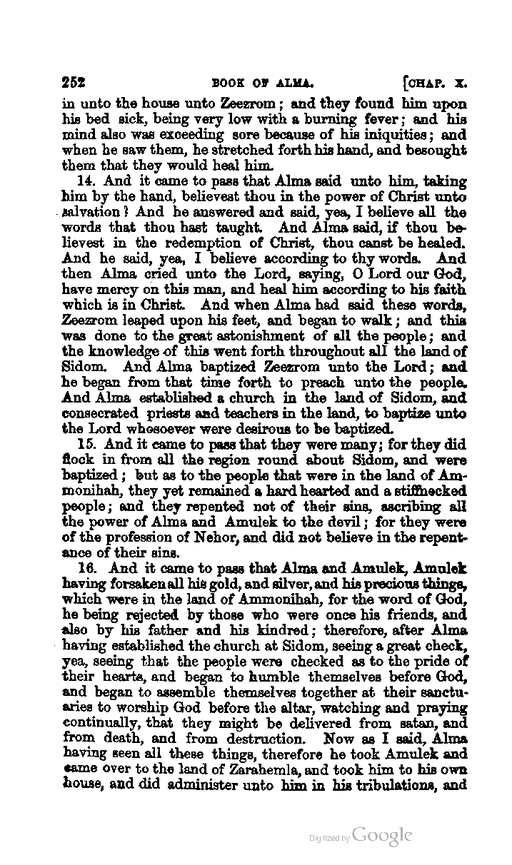 252 BOOK OF ALMA. [CHAP. X.
in unto the house unto Zeezrom; and they found him upon
his bed sick, being very low with a burning fever; and his
mind also was exceeding sore because of his iniquities; and
when he saw them, he stretched forth his hand, and besought
them that they would heal him.
14. And it came to pass that Alma said unto him, taking
him by the hand, believest thou in the power of Christ unto
salvation? And he answered and said, yea, I believe all the
words that thou hast taught. And Alma said, if thou be-
lievest in the redemption of Christ, thou canst be healed.
And he said, yea, I believe according to thy words. And
then Alma cried unto the Lord, saying, O Lord our God,
have mercy on this man, and heal him according to his faith
which is in Christ. And when Alma had said these words,
Zeezrom leaped upon his feet, and began to walk; and this
was done to the great astonishment of all the people; and
the knowledge of this went forth throughout all the land of
Sidom. And Alma baptized Zeezrom unto the Lord; and
he began from that time forth to preach unto the people.
And Alma established a church in the land of Sidom, and
consecrated priests and teachers in the land, to baptize unto
the Lord whosoever were desirous to be baptized.
15. And it came to pass that they were many; for they did
flock in from all the region round about Sidom, and were
baptized; but as to the people that were in the land of Am-
monihah, they yet remained a hard hearted and a stiffnecked
people; and they repented not of their sins, ascribing all
the power of Alma and Amulek to the devil; for they were
of the profession of Nehor, and did not believe in the repent-
ance of their sins.
16. And it came to pass that Alma and Amulek, Amulek
having forsaken all his gold, and silver, and his precious things,
which were in the land of Ammonihah, for the word of God,
he being rejected by those who were once his friends, and
also by his father and his kindred; therefore, after Alma
having established the church at Sidom, seeing a great check,
yea, seeing that the people were checked as to the pride of
their hearts, and began to humble themselves before God,
and began to assemble themselves together at their sanctu-
aries to worship God before the altar, watching and praying
continually, that they might be delivered from satan, and
from death, and from destruction. Now as I said, Alma
having seen all these things, therefore he took Amulek and
came over to the land of Zarahemla, and took him to his own
house, and did administer unto him in his tribulations, and
Digitized by Google